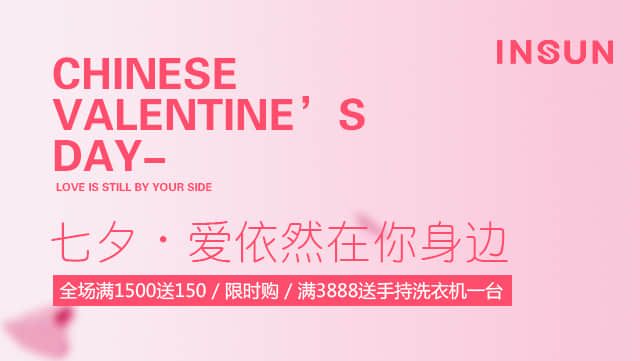 INSUN
CHINESE
VALENTINE’S
DAY–
LOVE IS STILL BY YOUR SIDE
七夕·爱依然在你身边
全场满1500送150 / 限时购 / 满3888送手持洗衣机一台